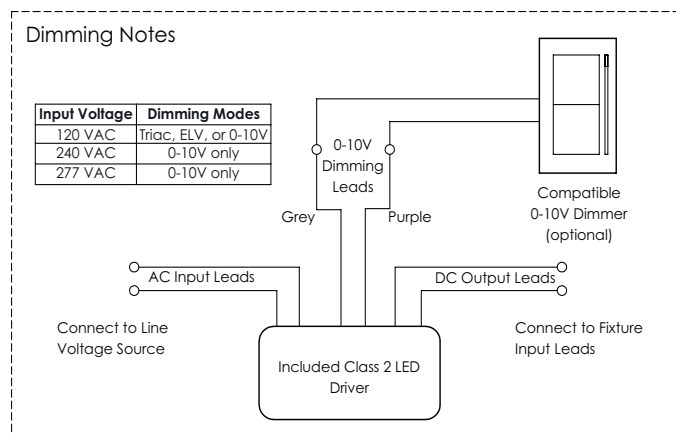 Dimming Notes
Input Voltage Dimming Modes
120 VAC Triac, ELV, or 0-10V
240 VAC 0-10V only
277 VAC 0-10V only
0-10V
Dimming
Leads
Grey
Purple
Compatible
0-10V Dimmer
(optional)
AC Input Leads
DC Output Leads
Connect to Line
Voltage Source
Connect to Fixture
Input Leads
Included Class 2 LED
Driver